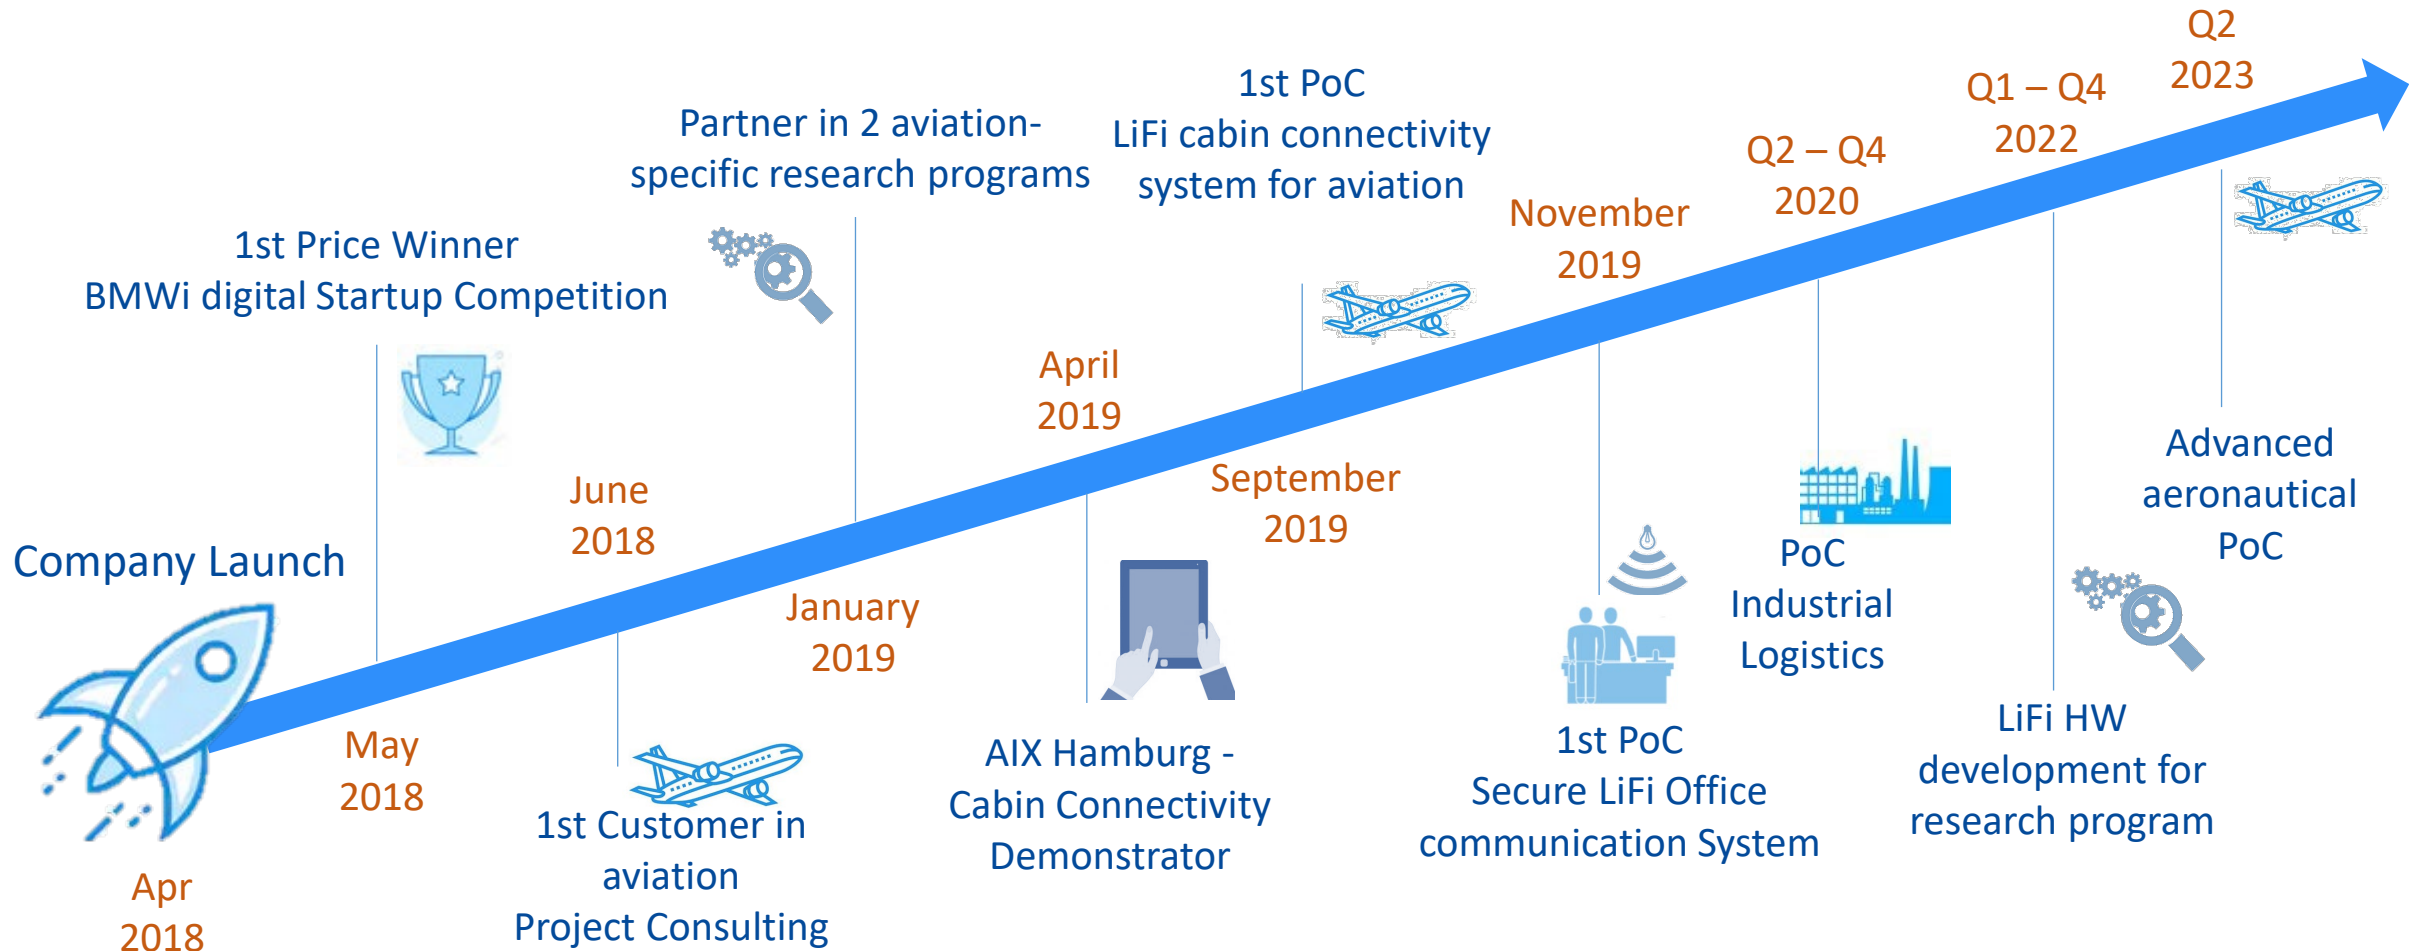 Company Launch
Apr
2018
1st Price Winner
BMWi digital Startup Competition
May
2018
June
2018
1st Customer in
aviation
Project Consulting
Partner in 2 aviation-
specific research programs
January
2019
April
2019
AIX Hamburg -
Cabin Connectivity
Demonstrator
1st PoC
LiFi cabin connectivity
system for aviation
September
2019
November
2019
1st PoC
Secure LiFi Office
communication System
Q2 – Q4
2020
PoC
Industrial
Logistics
Q1 – Q4
2022
LiFi HW
development for
research program
Q2
2023
Advanced
aeronautical
PoC